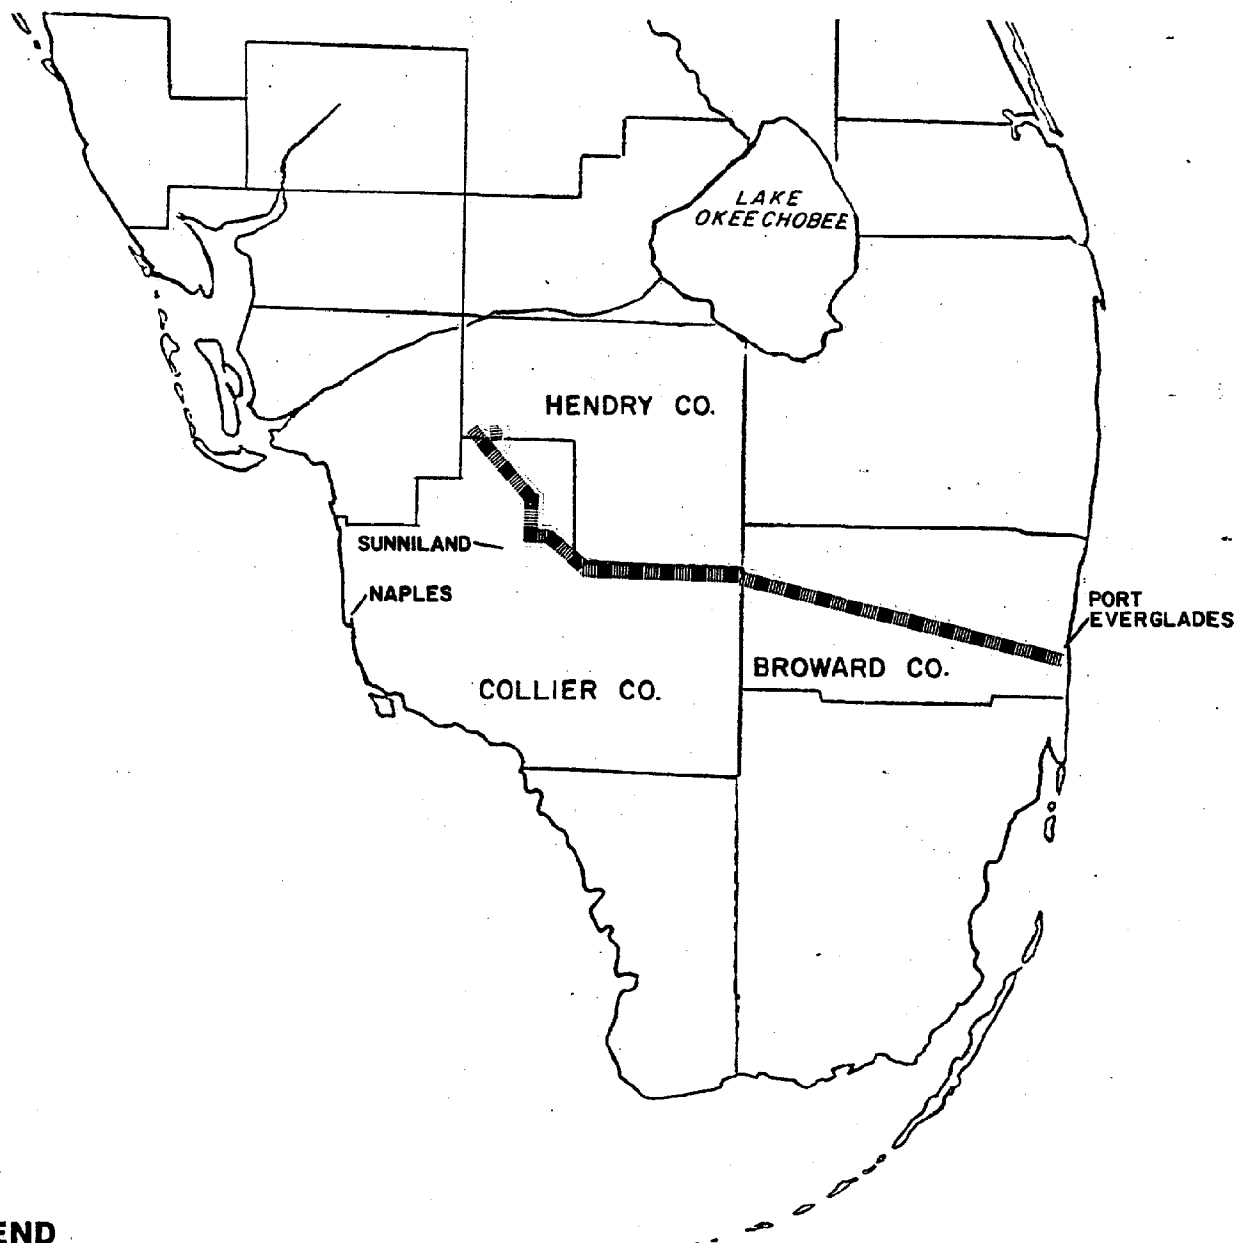 LAKE
OKEECHOBEE
HENDRY CO.
SUNNILAND
NAPLES
PORT
EVERGLADES
BROWARD CO.
COLLIER CO.
END